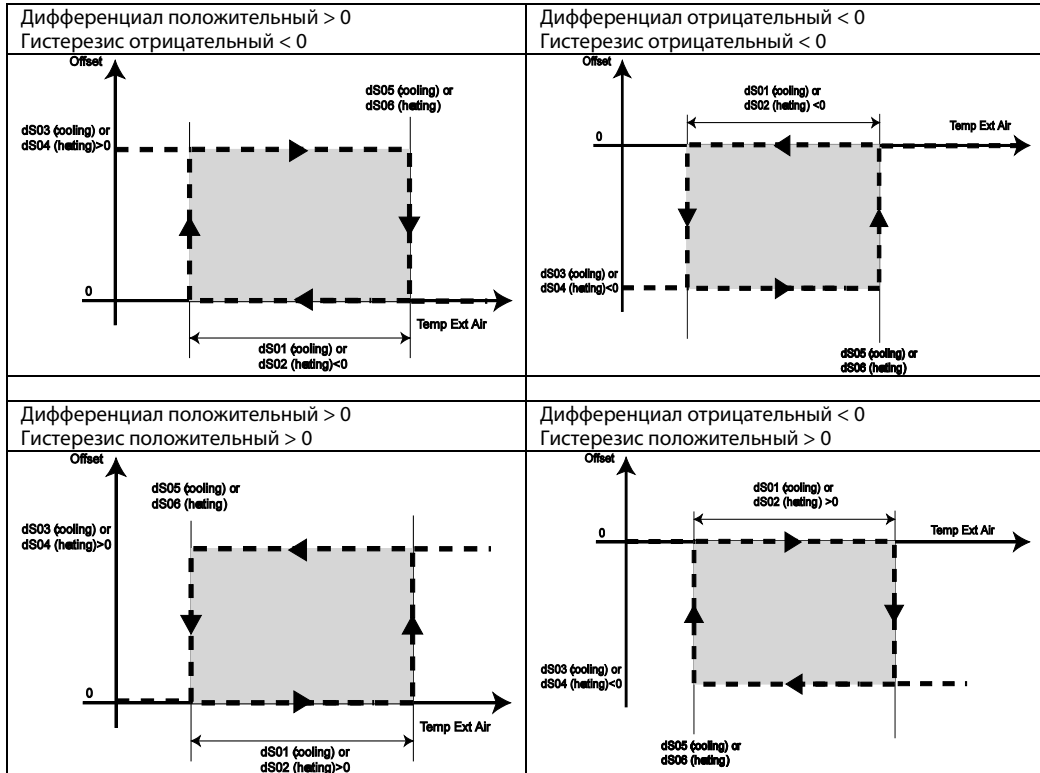 Дифференциал положительный > 0
Гистерезис отрицательный < 0
Offset
dS05 (cooling) or
dS06 (heating)
dS03 (cooling) or
dS04 (heating)>0
0
Temp Ext Air
dS01 (cooling) or
dS02 (heating)<0
Дифференциал отрицательный < 0
Гистерезис отрицательный < 0
Offset
dS01 (cooling) or
dS02 (heating) <0
0
Temp Ext Air
dS03 (cooling) or
dS04 (heating)<0
dS05 (cooling) or
dS06 (heating)
Дифференциал положительный > 0
Гистерезис положительный > 0
Offset
dS05 (cooling) or
dS06 (heating)
dS03 (cooling) or
dS04 (heating)>0
0
Temp Ext Air
dS01 (cooling) or
dS02 (heating)>0
Дифференциал отрицательный < 0
Гистерезис положительный > 0
Offset
dS01 (cooling) or
dS02 (heating) >0
0
Temp Ext Air
dS03 (cooling) or
dS04 (heating)<0
dS05 (cooling) or
dS06 (heating)